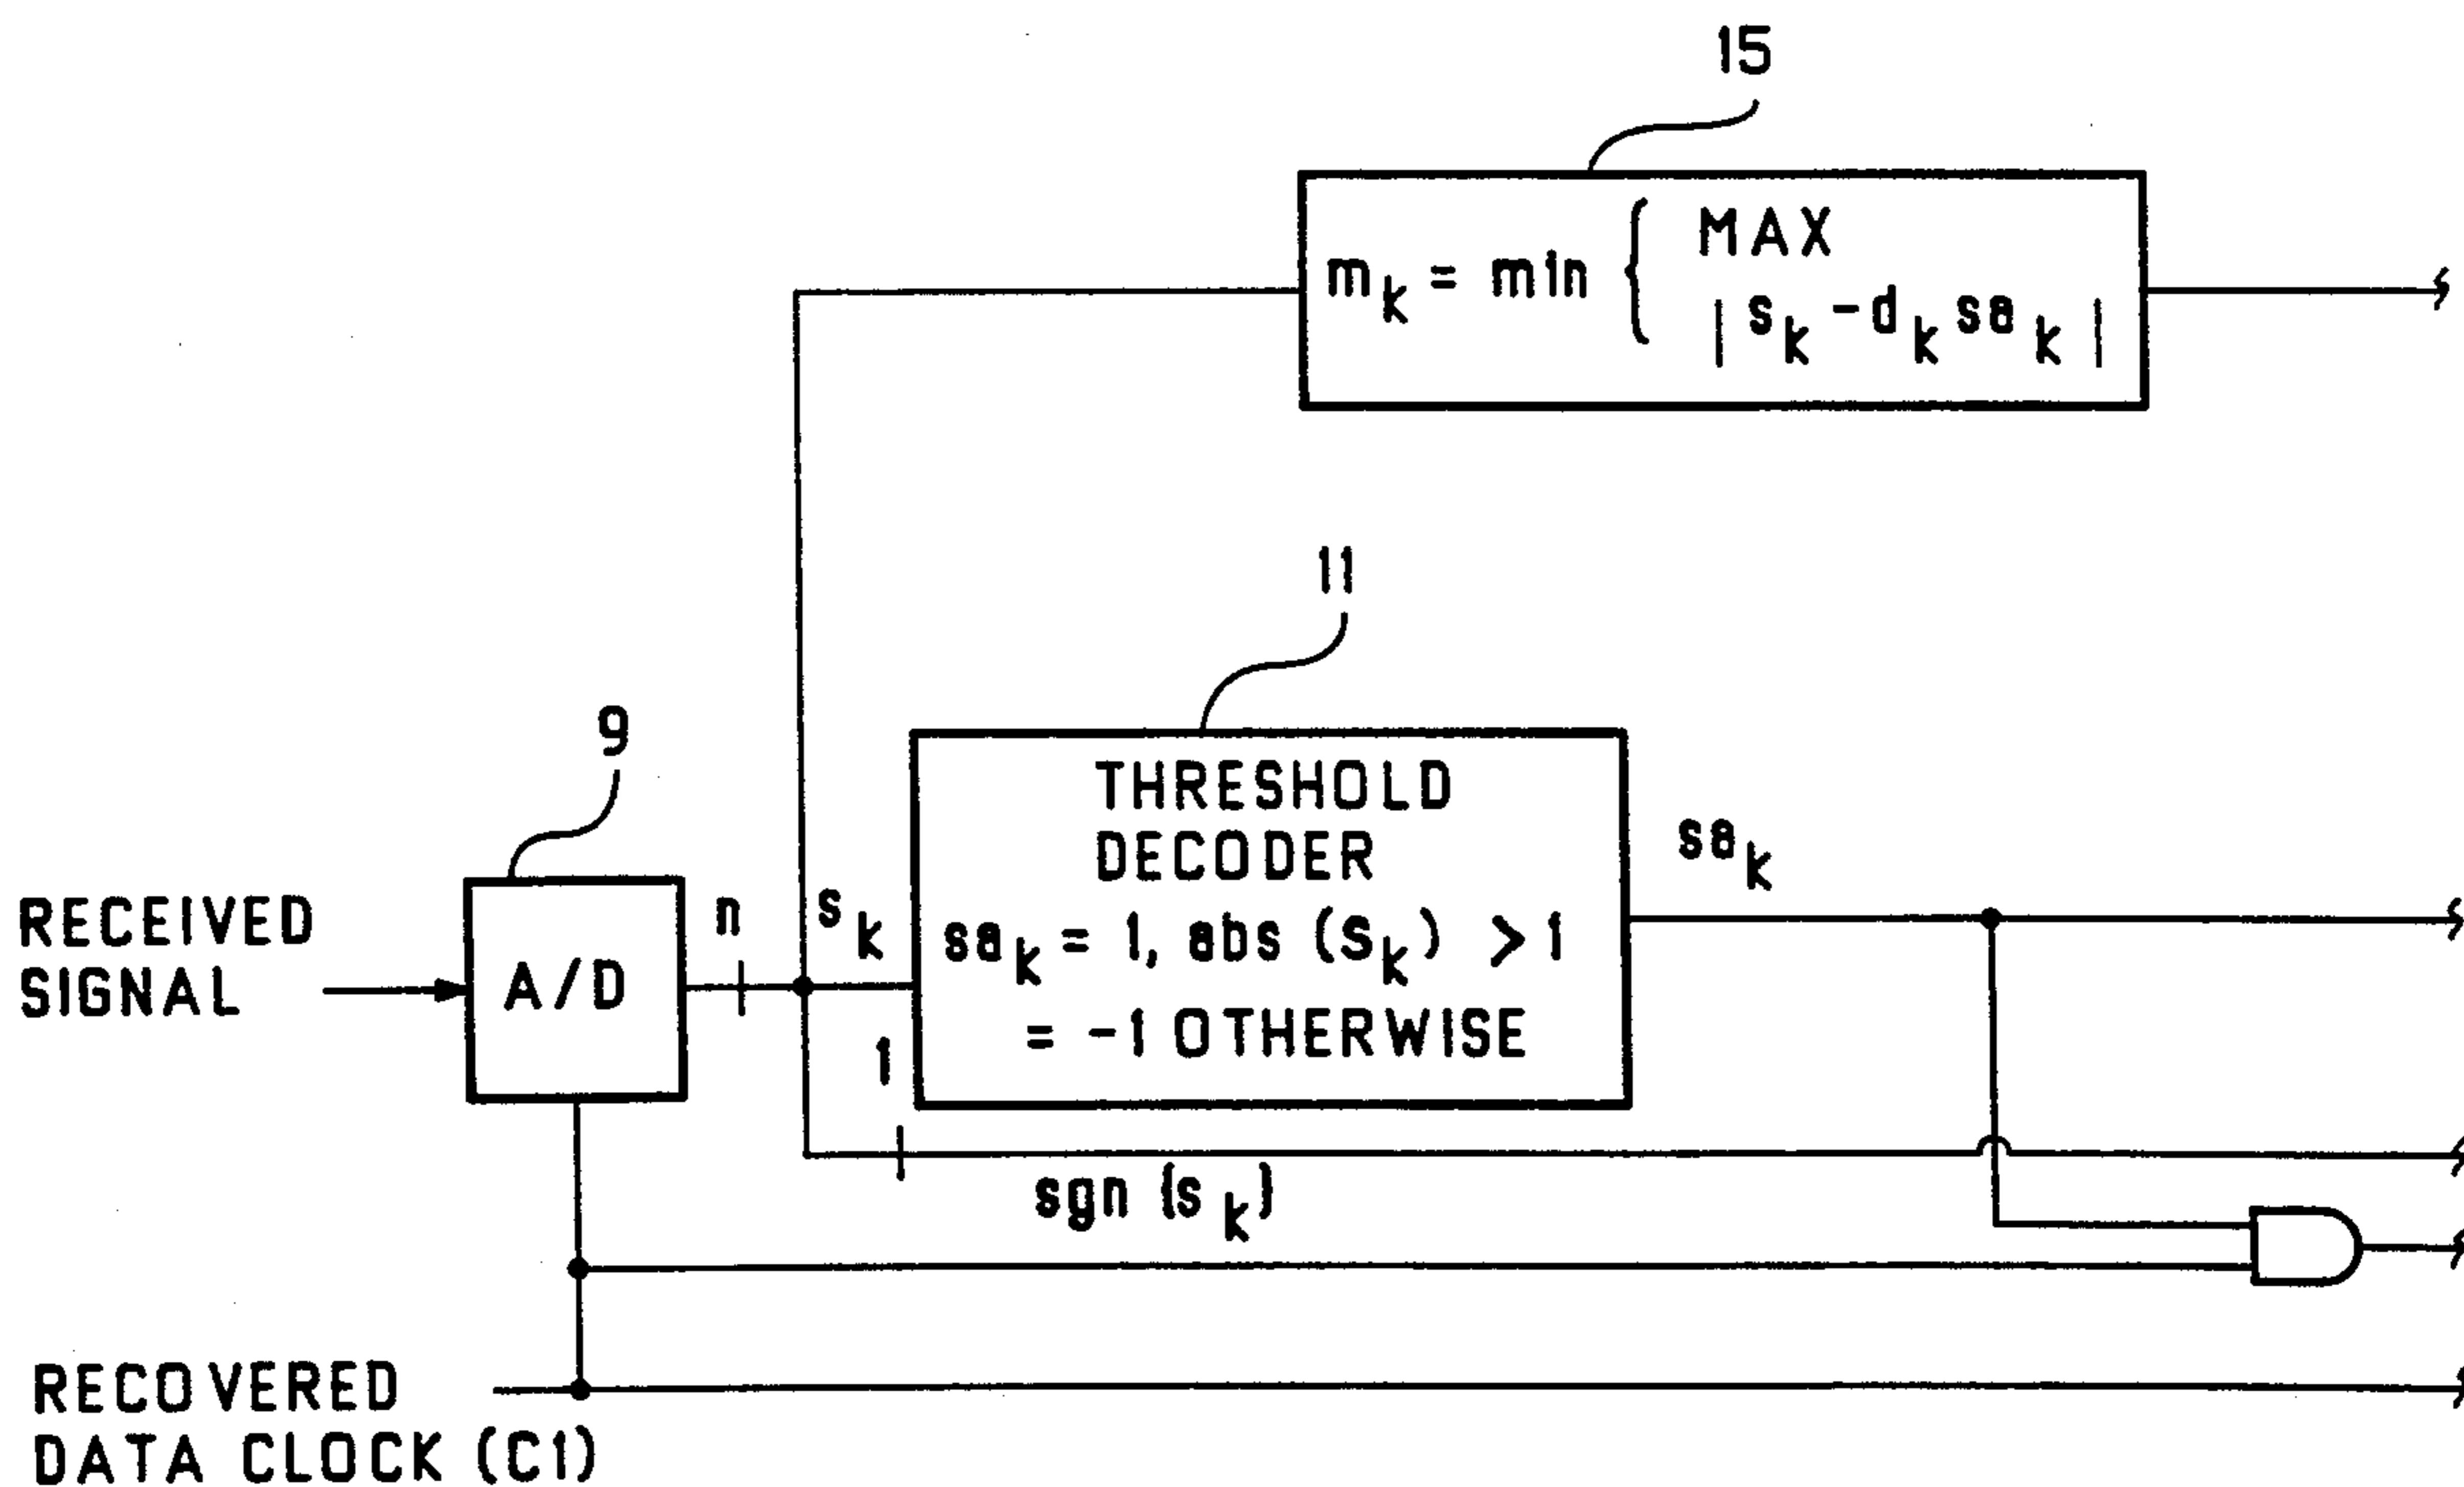 15
m_k = min { MAX
| s_k - d_k sa_k |
11
9
THRESHOLD
DECODER
sa_k = 1, abs (s_k) > 1
= -1 OTHERWISE
sa_k
RECEIVED
SIGNAL
A/D
n
s_k
1
sgn (s_k)
RECOVERED
DATA CLOCK (C1)